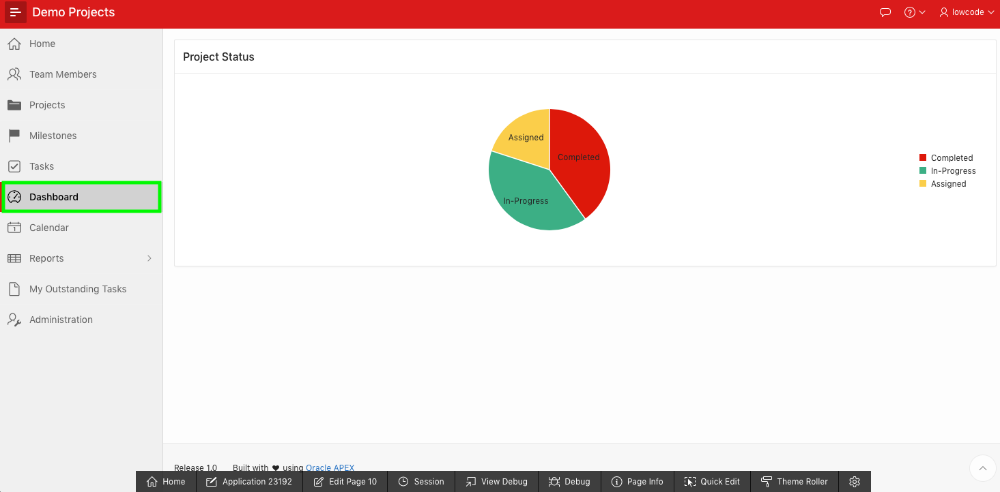 Demo Projects
lowcode
Home
Team Members
Projects
Milestones
Tasks
Dashboard
1
Calendar
Reports
My Outstanding Tasks
Administration
Project Status
Assigned
Completed
In-Progress
Completed
In-Progress
Assigned
Release 1.0 Built with ♥ using Oracle APEX
Home Application 23192 Edit Page 10 Session View Debug Debug Page Info Quick Edit Theme Roller